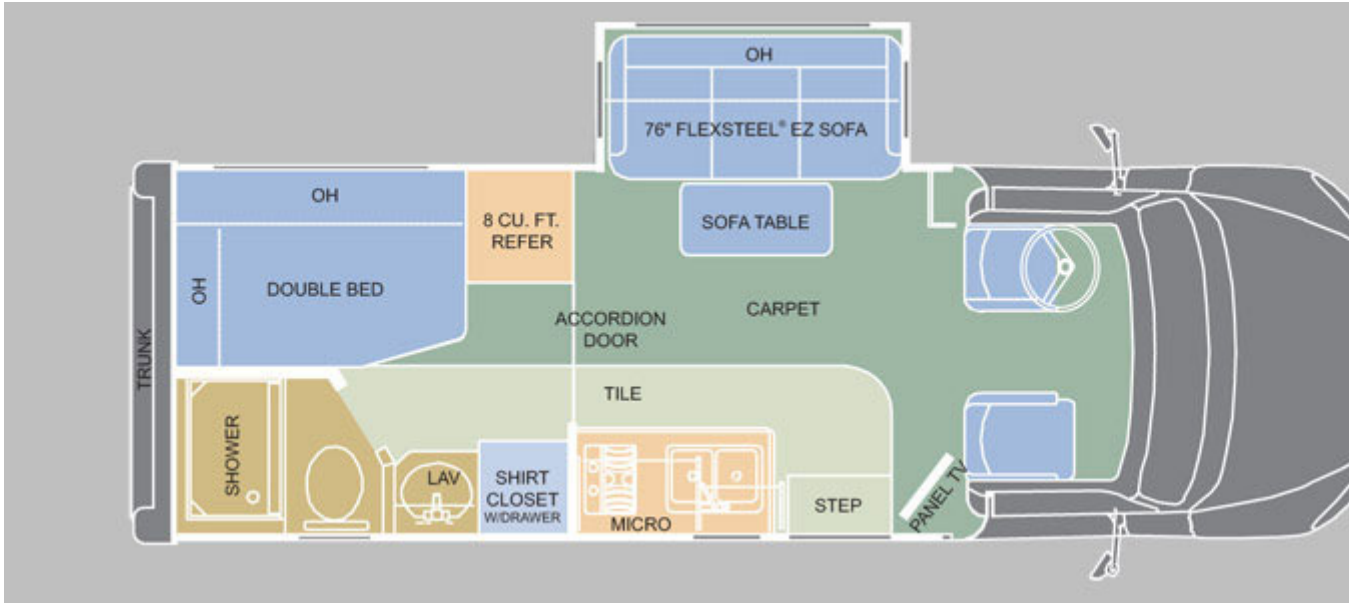 OH
76" FLEXSTEEL® EZ SOFA
OH
8 CU. FT.
REFER
SOFA TABLE
OH
DOUBLE BED
ACCORDION
DOOR
CARPET
TRUNK
TILE
SHOWER
LAV
SHIRT
CLOSET
W/DRAWER
MICRO
STEP
PANEL TV